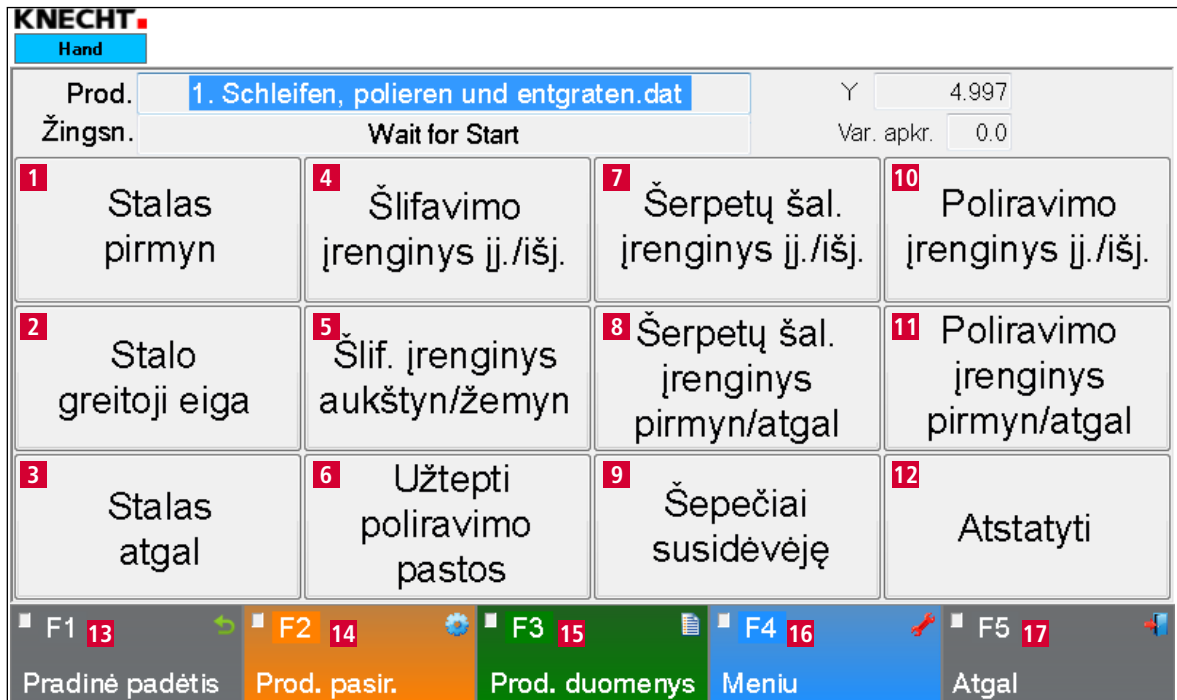 KNECHT
Hand
Prod. 1. Schleifen, polieren und entgraten.dat Y 4.997
Žingsn. Wait for Start Var. apkr. 0.0
1 Stalas
pirmyn
4 Šlifavimo
įrenginys įj./išj.
7 Šerpetų šal.
įrenginys įj./išj.
10 Poliravimo
įrenginys įj./išj.
2 Stalo
greitoji eiga
5 Šlif. įrenginys
aukštyn/žemyn
8 Šerpetų šal.
įrenginys
pirmyn/atgal
11 Poliravimo
įrenginys
pirmyn/atgal
3 Stalas
atgal
6 Užtepti
poliravimo
pastos
9 Šepečiai
susidėvėję
12 Atstatyti
F1 13
Pradinė padėtis
F2 14
Prod. pasir.
F3 15
Prod. duomenys
F4 16
Meniu
F5 17
Atgal